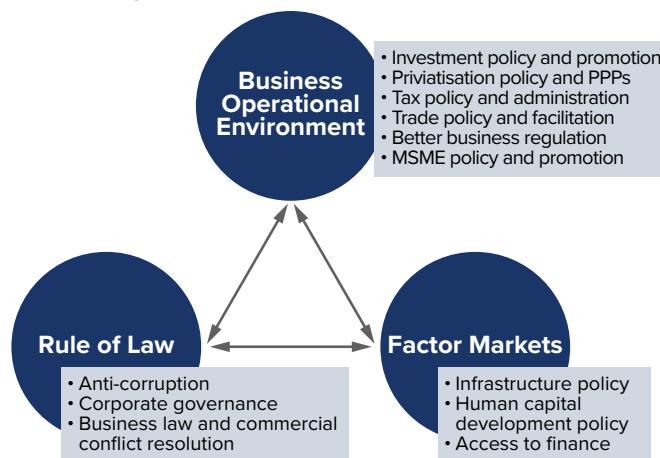 Business
Operational
Environment
• Investment policy and promotion
• Priviatisation policy and PPPs
• Tax policy and administration
• Trade policy and facilitation
• Better business regulation
• MSME policy and promotion
Rule of Law
• Anti-corruption
• Corporate governance
• Business law and commercial
conflict resolution
Factor Markets
• Infrastructure policy
• Human capital
development policy
• Access to finance